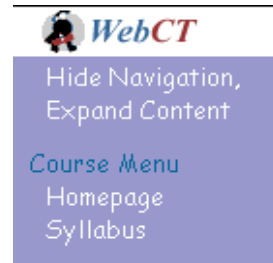 WebCT
Hide Navigation,
Expand Content
Course Menu
Homepage
Syllabus